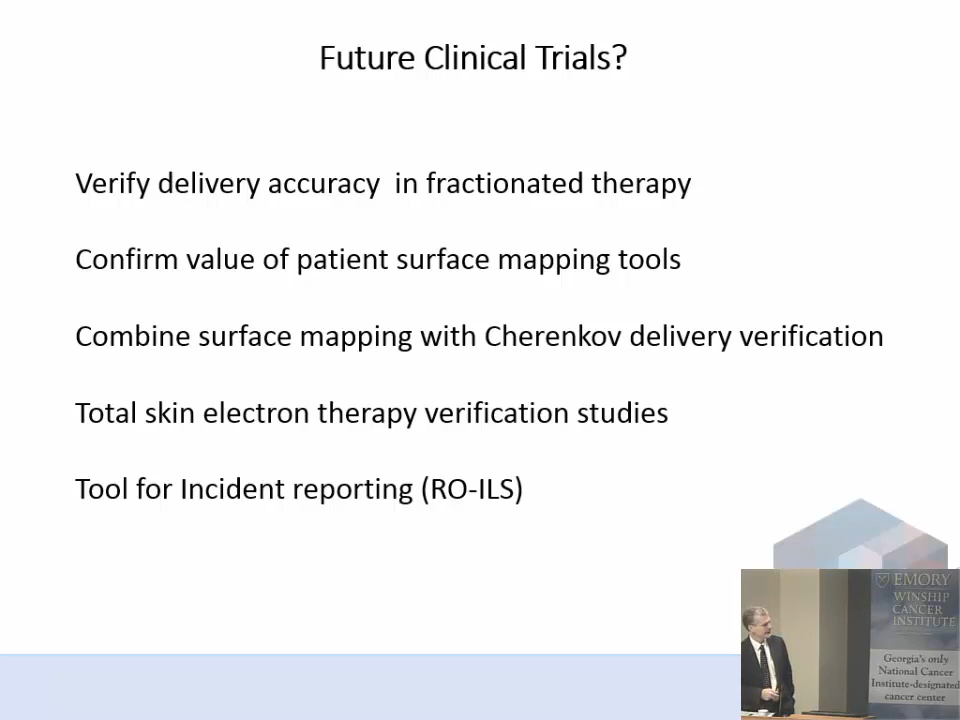 Future Clinical Trials?
Verify delivery accuracy  in fractionated therapy
Confirm value of patient surface mapping tools
Combine surface mapping with Cherenkov delivery verification
Total skin electron therapy verification studies
Tool for Incident reporting (RO-ILS)
EMORY
WINSHIP
CANCER
INSTITUTE
Georgia's only
National Cancer
Institute-designated
cancer center